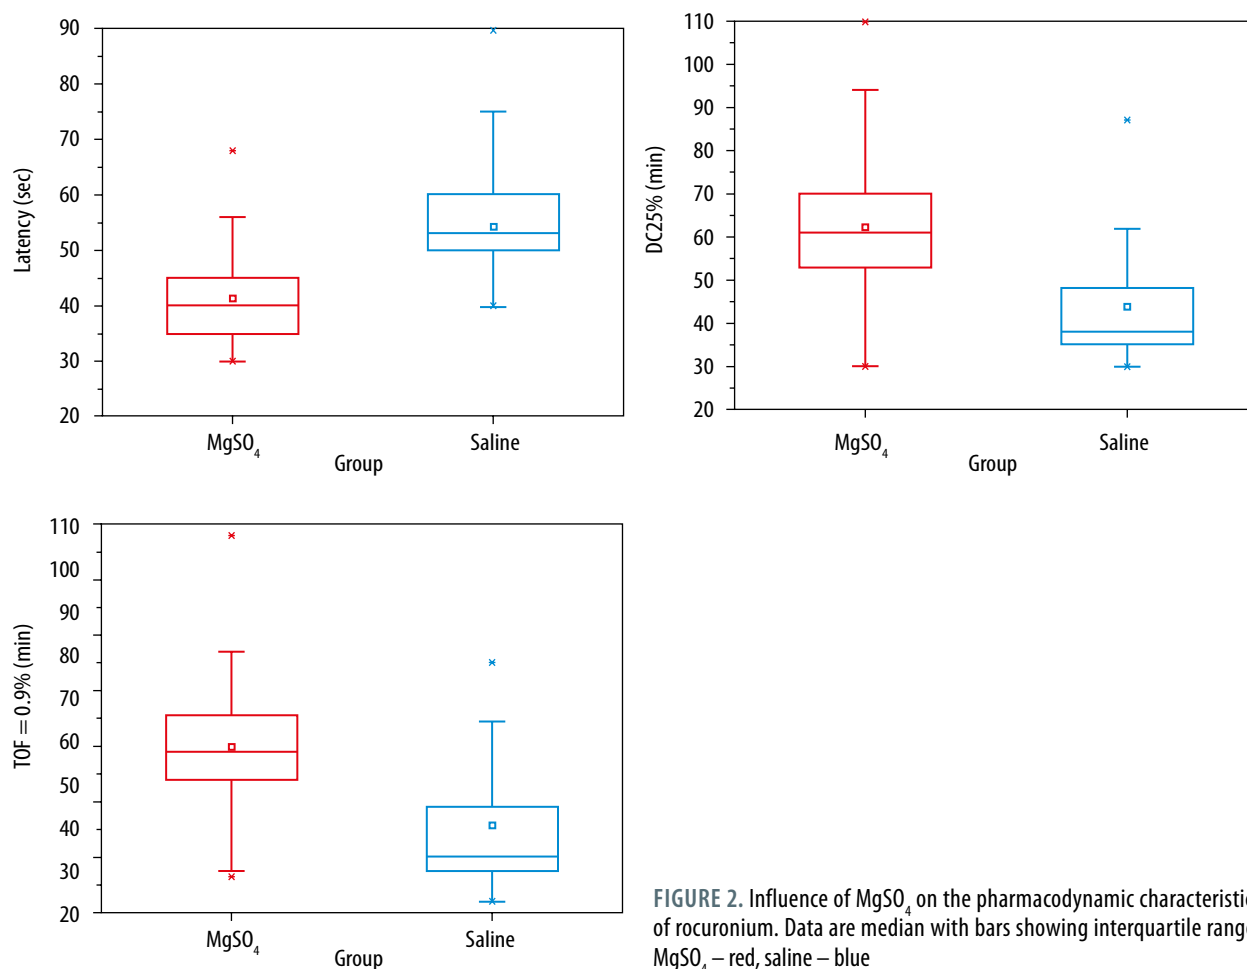 90
80
70
60
50
40
30
20
Latency (sec)
MgSO4 Saline
Group
110
100
90
80
70
60
50
40
30
20
DC25% (min)
MgSO4 Saline
Group
110
100
90
80
70
60
50
40
30
20
TOF = 0.9% (min)
MgSO4 Saline
Group
FIGURE 2. Influence of MgSO4 on the pharmacodynamic characteristic
of rocuronium. Data are median with bars showing interquartile range
MgSO4 – red, saline – blue